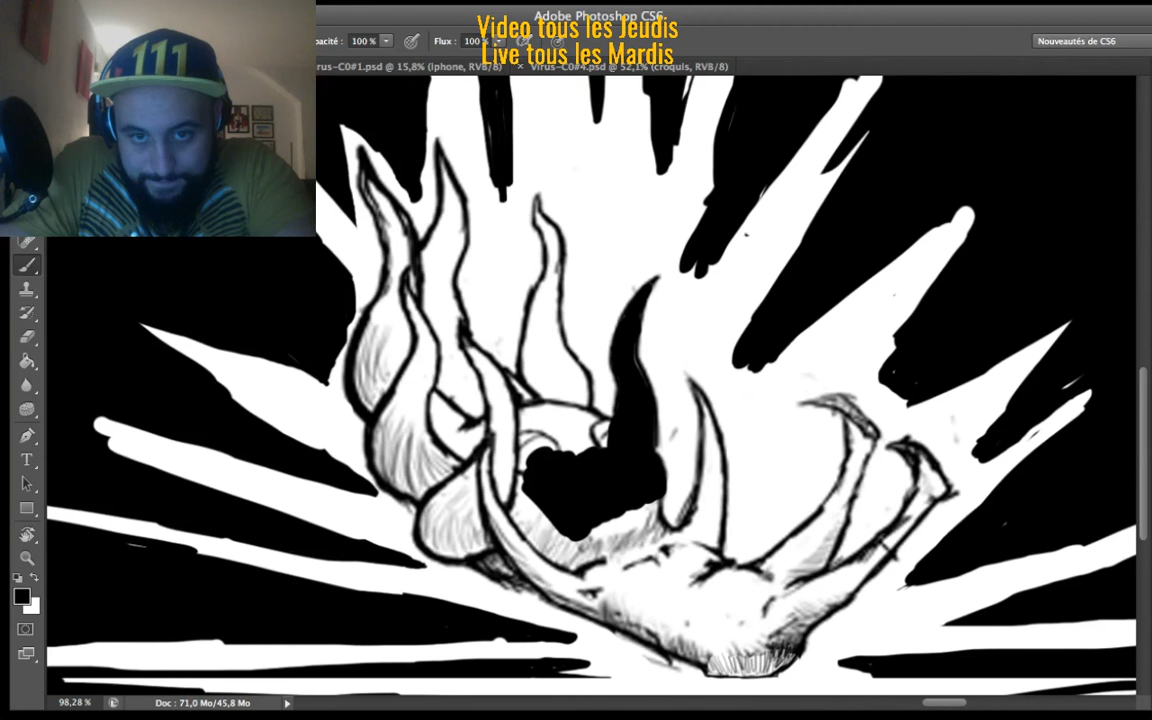 Adobe Photoshop CS6
Video tous les Jeudis
Live tous les Mardis
111
pacité : 100 % Flux : 100 % Nouveautés de CS6
rus-C0#1.psd @ 15,8% (iphone, RVB/8) × Virus-C0#4.psd @ 52,1% (croquis, RVB/8)
T
98,28 % Doc : 71,0 Mo/45,8 Mo